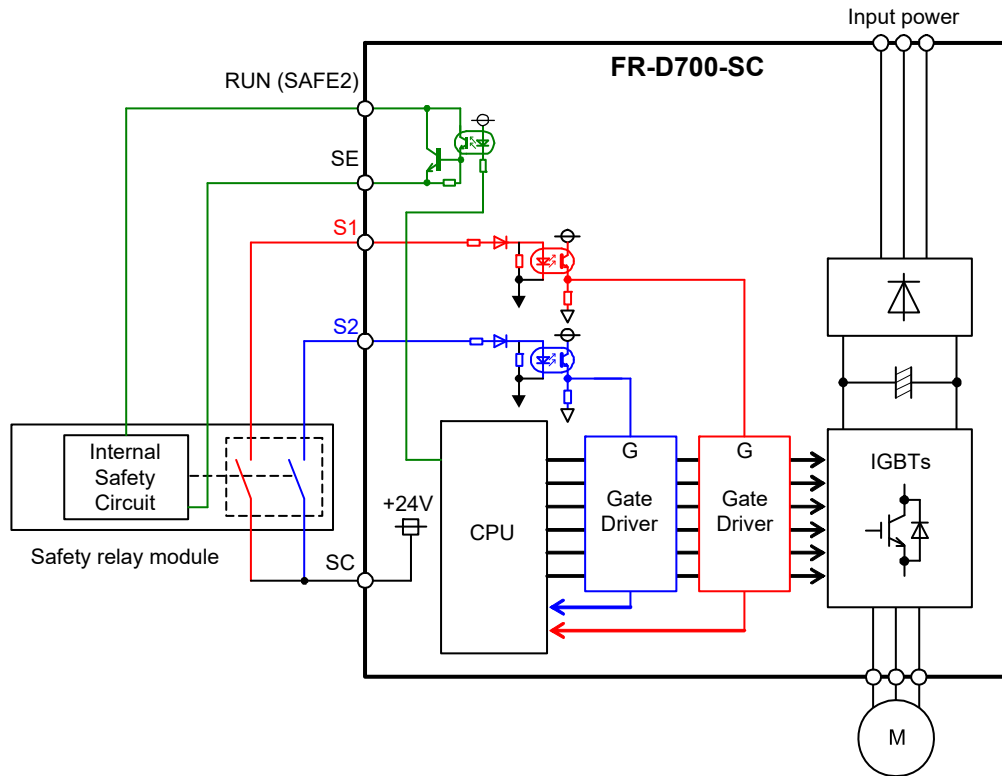 Input power
FR-D700-SC
RUN (SAFE2)
SE
S1
S2
Internal
Safety
Circuit
Safety relay module
+24V
SC
CPU
G
Gate
Driver
G
Gate
Driver
IGBTs
M